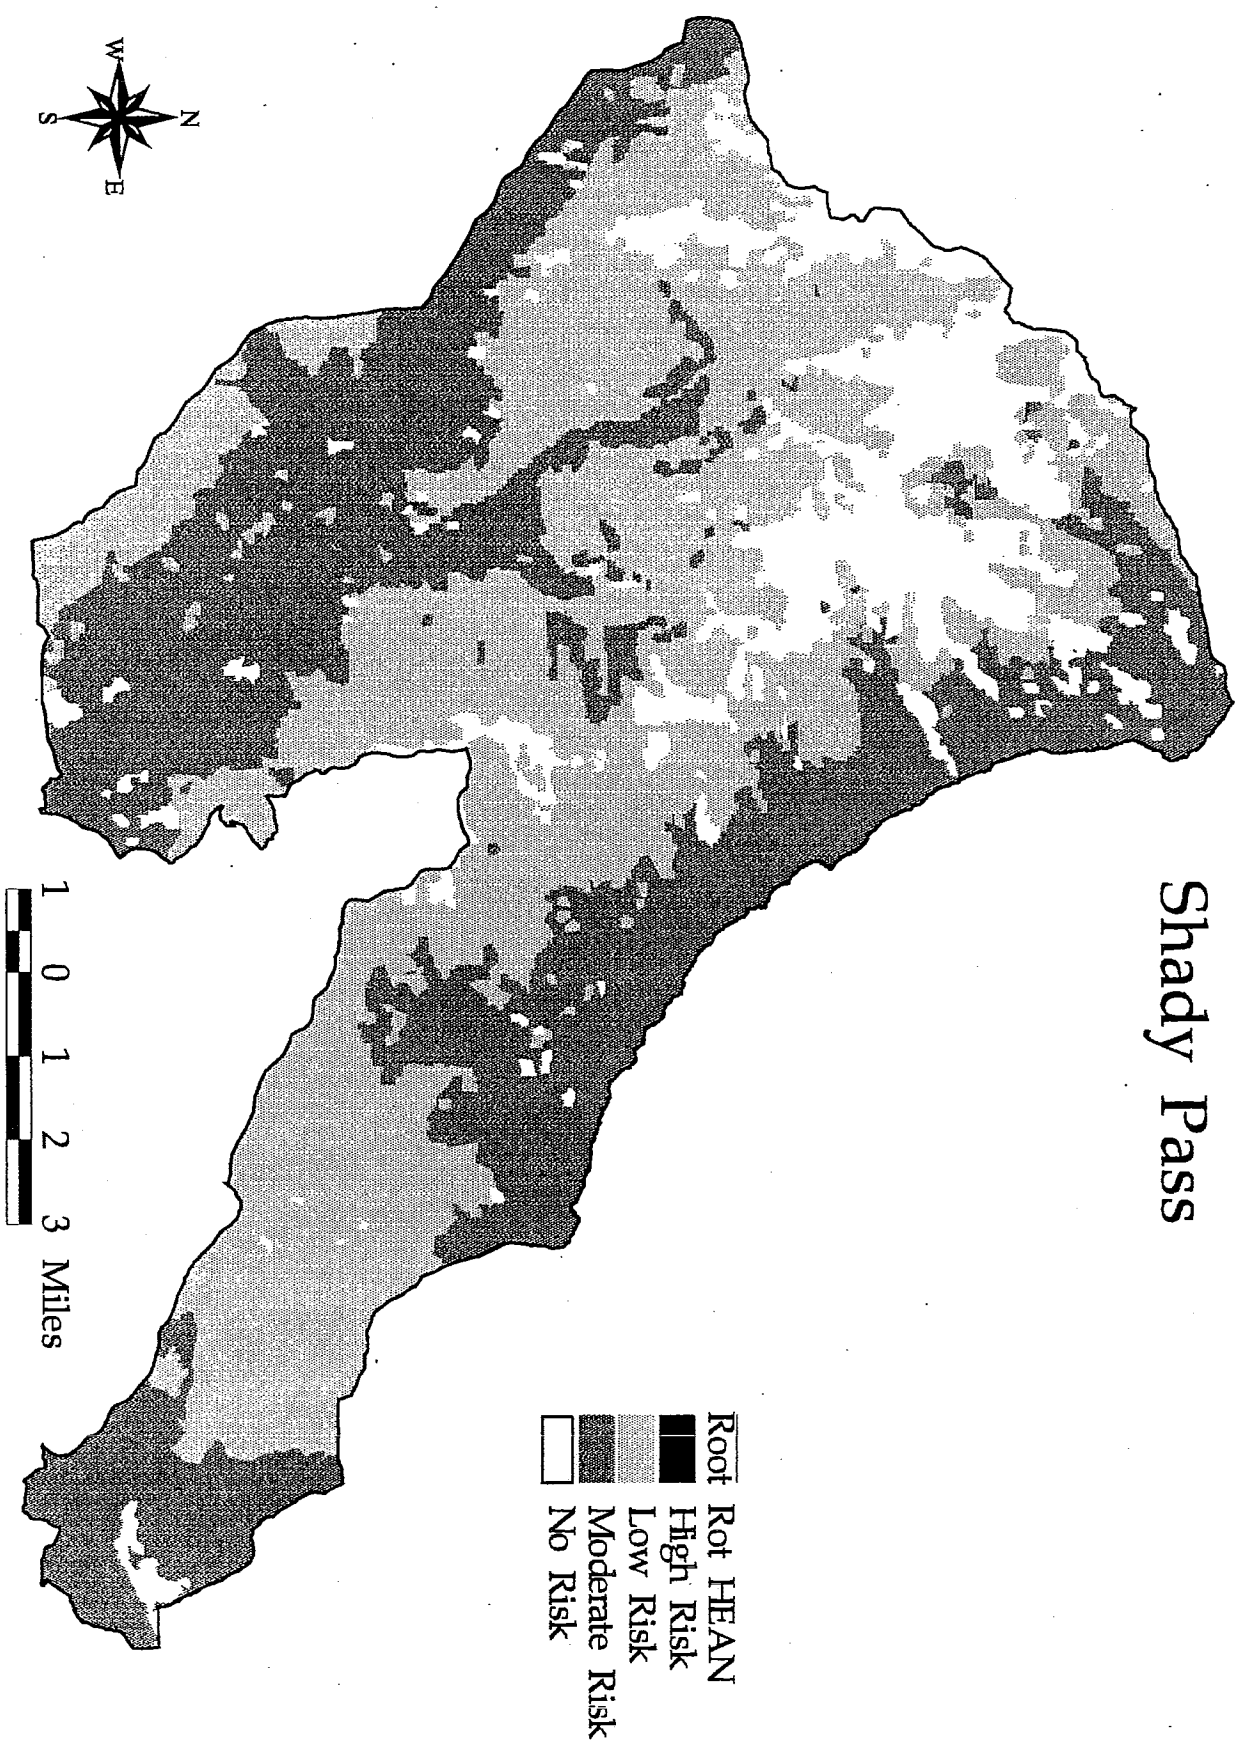 Shady Pass
Root Rot HEAN
High Risk
Low Risk
Moderate Risk
No Risk
N
W
E
S
1 0 1 2 3 Miles